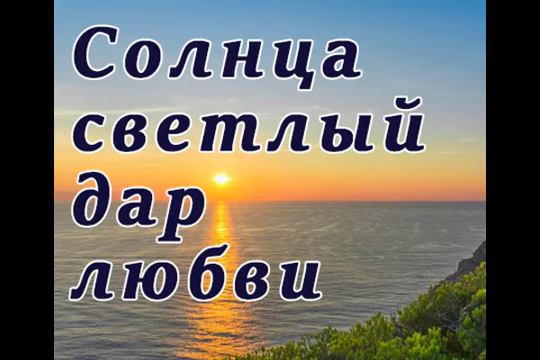 Солнца
светлый
дар
любви